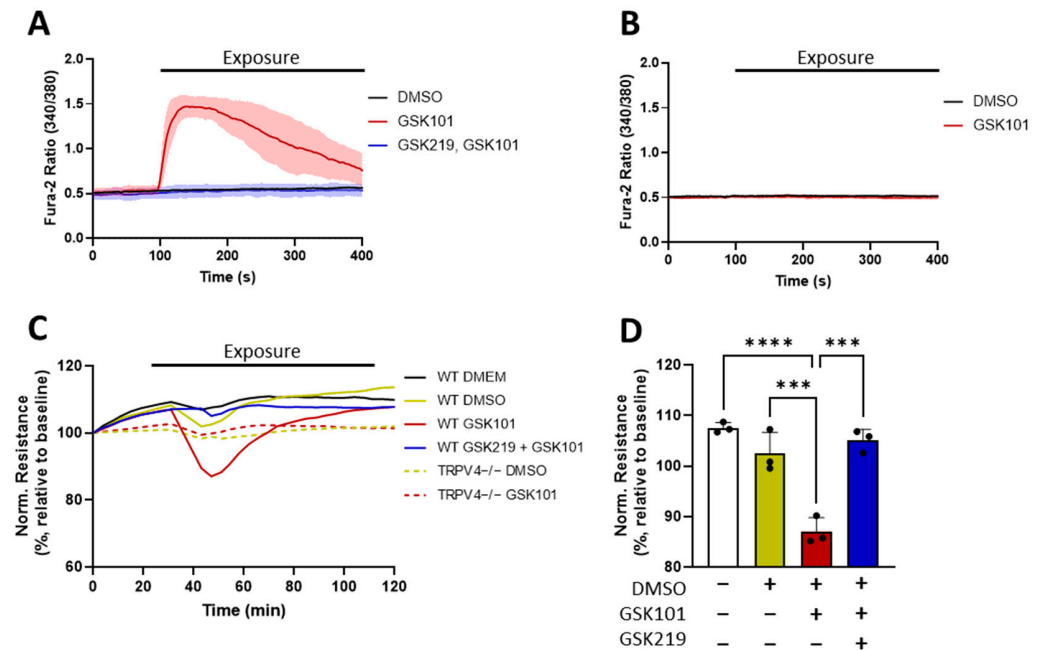 A
Exposure
2.0
1.5
1.0
0.5
0.0
Fura-2 Ratio (340/380)
0
100
200
300
400
Time (s)
DMSO
GSK101
GSK219, GSK101
B
Exposure
2.0
1.5
1.0
0.5
0.0
Fura-2 Ratio (340/380)
0
100
200
300
400
Time (s)
DMSO
GSK101
C
Exposure
120
100
80
60
Norm. Resistance
(%, relative to baseline)
0
20
40
60
80
100
120
Time (min)
WT DMEM
WT DMSO
WT GSK101
WT GSK219 + GSK101
TRPV4−/− DMSO
TRPV4−/− GSK101
D
**** ***
***
120
110
100
90
80
Norm. Resistance
(%, relative to baseline)
DMSO − + + +
GSK101 − − + +
GSK219 − − − +